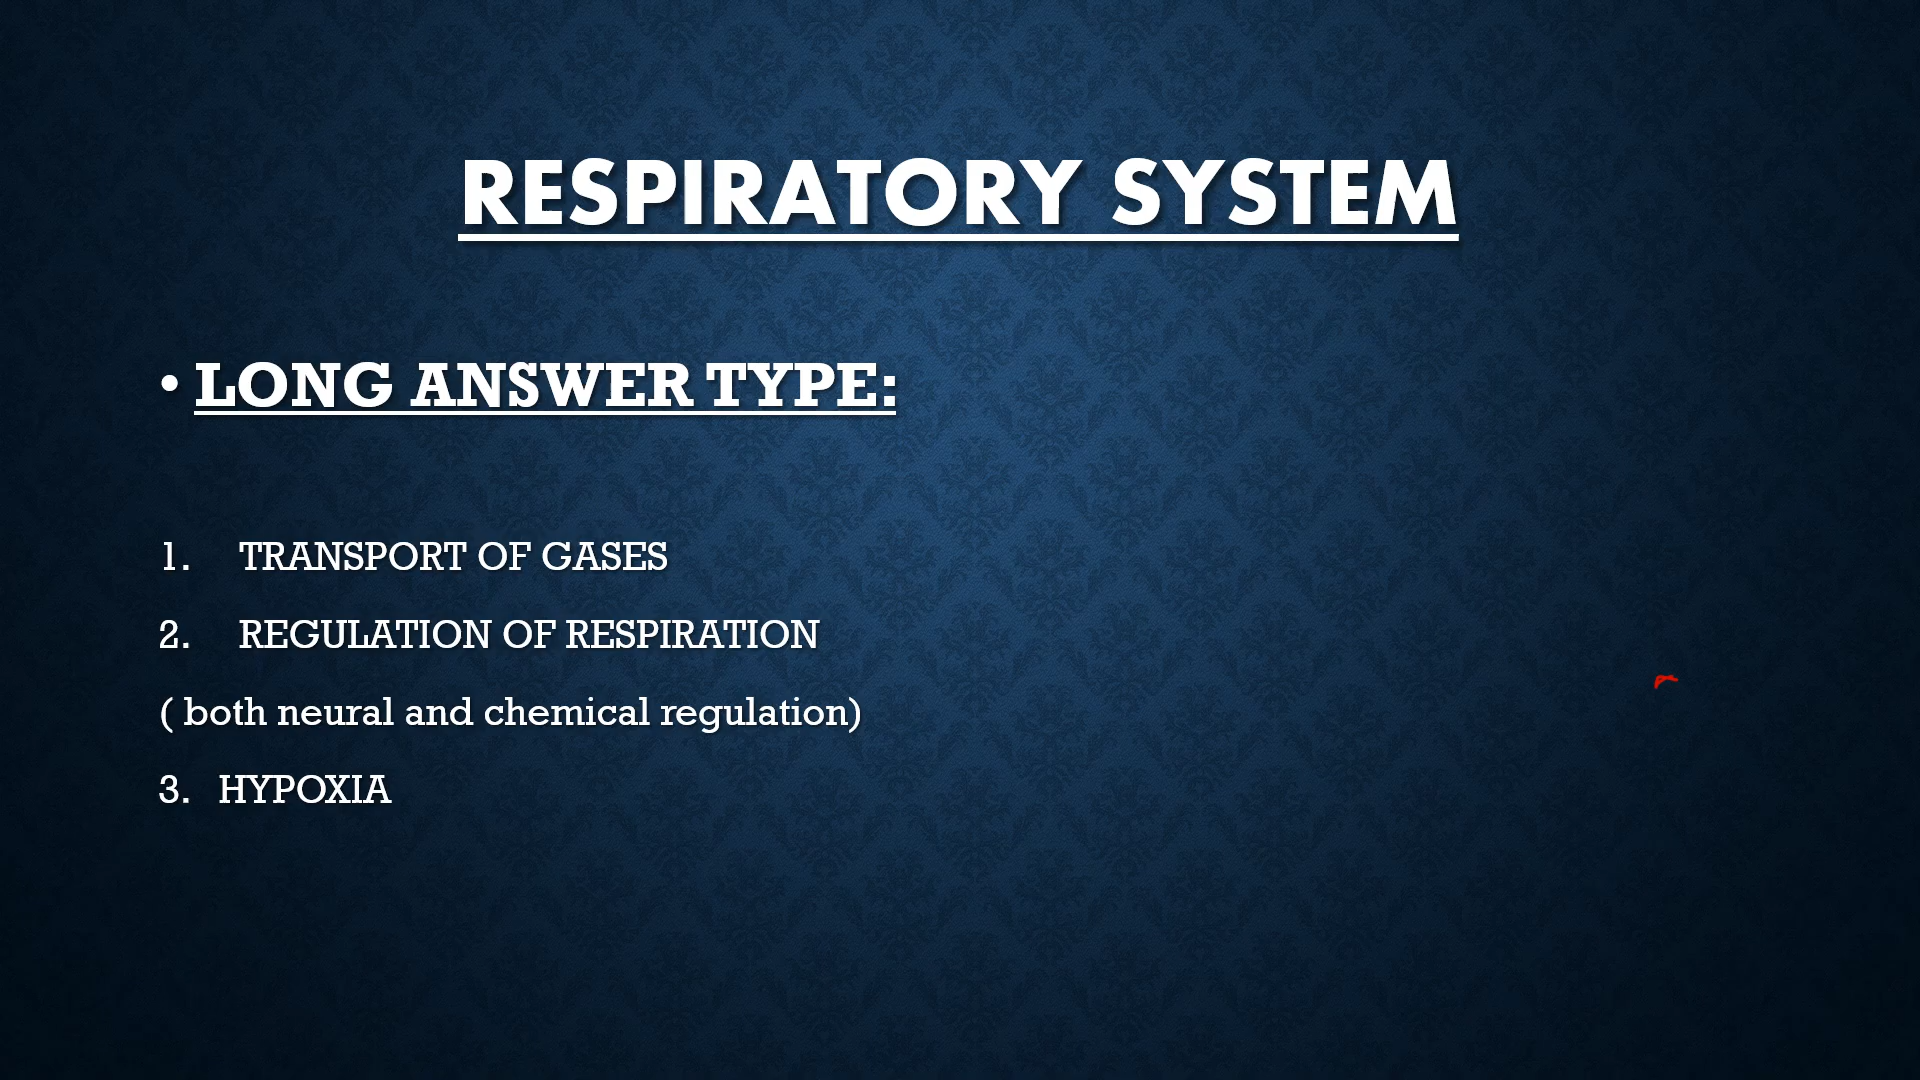 RESPIRATORY SYSTEM
• LONG ANSWER TYPE:
1. TRANSPORT OF GASES
2. REGULATION OF RESPIRATION
( both neural and chemical regulation)
3. HYPOXIA